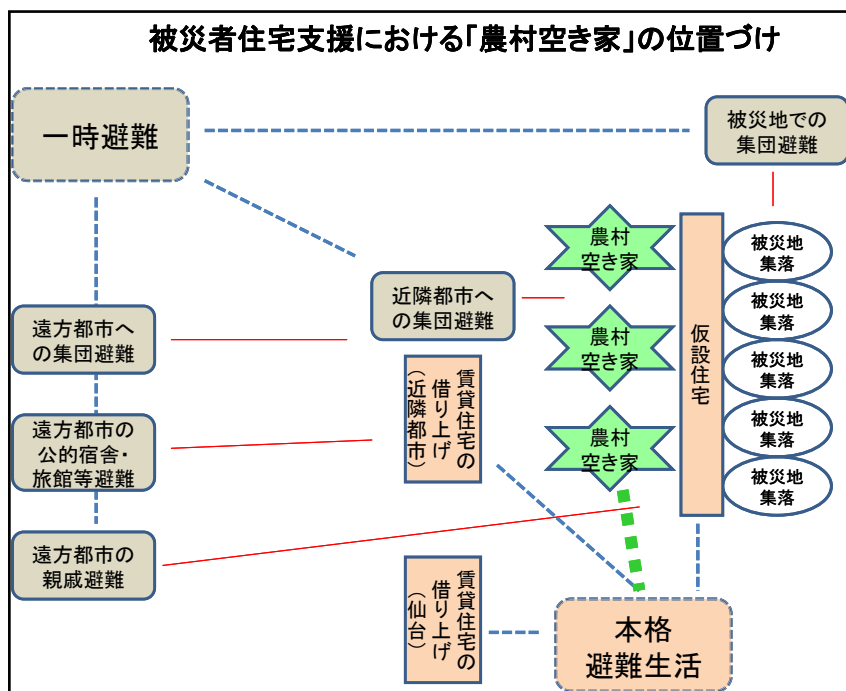 被災者住宅支援における「農村空き家」の位置づけ
一時避難
被災地での
集団避難
農村
空き家
被災地
集落
近隣都市へ
の集団避難
遠方都市へ
の集団避難
農村
空き家
仮設住宅
被災地
集落
被災地
集落
賃貸住宅の
借り上げ
(近隣都市)
遠方都市の
公的宿舎・
旅館等避難
農村
空き家
被災地
集落
被災地
集落
遠方都市の
親戚避難
賃貸住宅の
借り上げ
(仙台)
本格
避難生活